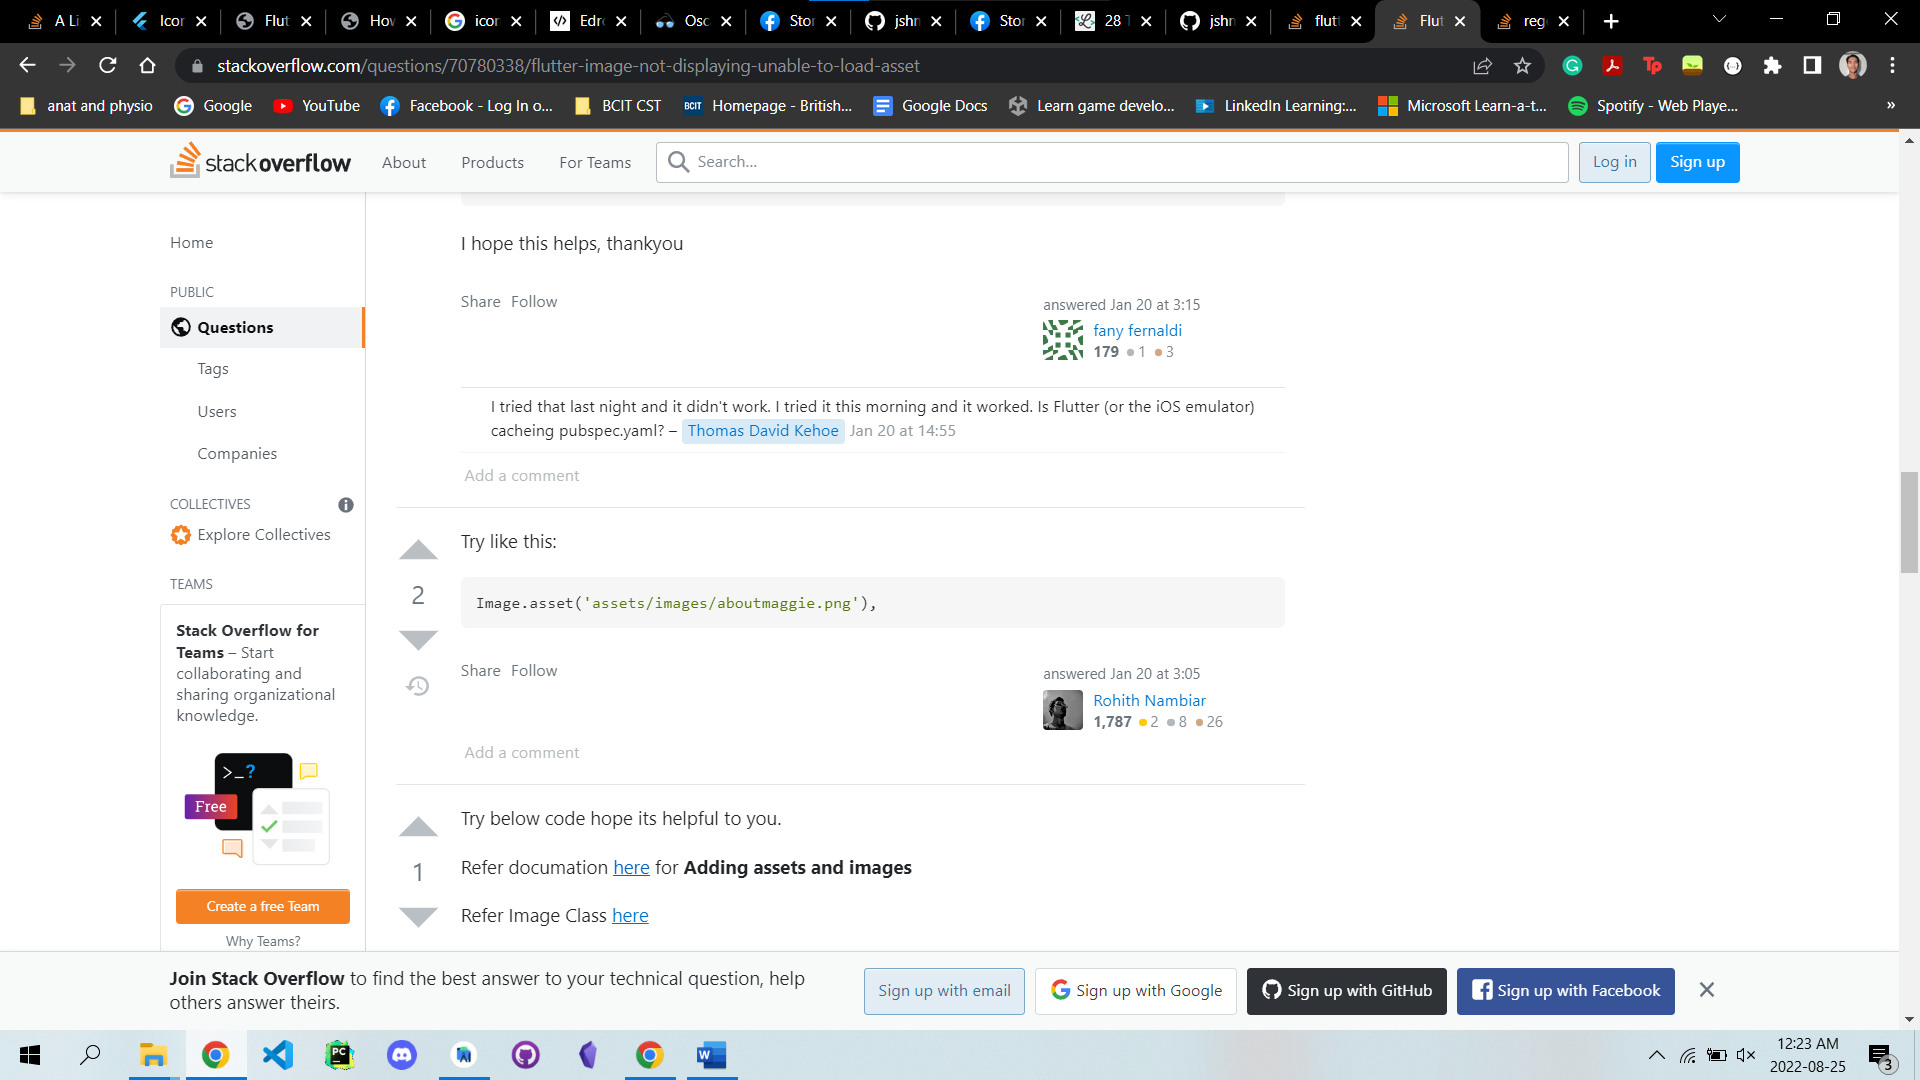 A Li
Icor
Flut
How
icor
Edre
Osc
Stor
jshn
Stor
28 T
jshn
flutt
Flut
reg
stackoverflow.com/questions/70780338/flutter-image-not-displaying-unable-to-load-asset
anat and physio
Google
YouTube
Facebook - Log In o...
BCIT CST
BCIT
Homepage - British...
Google Docs
Learn game develo...
LinkedIn Learning:...
Microsoft Learn-a-t...
Spotify - Web Playe...
»
stack overflow
About
Products
For Teams
Search...
Log in
Sign up
Home
PUBLIC
Questions
Tags
Users
Companies
COLLECTIVES
Explore Collectives
TEAMS
Stack Overflow for
Teams – Start
collaborating and
sharing organizational
knowledge.
>_?
Free
Create a free Team
Why Teams?
I hope this helps, thankyou
Share Follow
answered Jan 20 at 3:15
fany fernaldi
179 1 3
I tried that last night and it didn't work. I tried it this morning and it worked. Is Flutter (or the iOS emulator)
cacheing pubspec.yaml? – Thomas David Kehoe Jan 20 at 14:55
Add a comment
Try like this:
2
Image.asset('assets/images/aboutmaggie.png'),
Share Follow
answered Jan 20 at 3:05
Rohith Nambiar
1,787 2 8 26
Add a comment
Try below code hope its helpful to you.
1
Refer documation here for Adding assets and images
Refer Image Class here
Join Stack Overflow to find the best answer to your technical question, help
others answer theirs.
Sign up with email
Sign up with Google
Sign up with GitHub
Sign up with Facebook
12:23 AM
2022-08-25
3